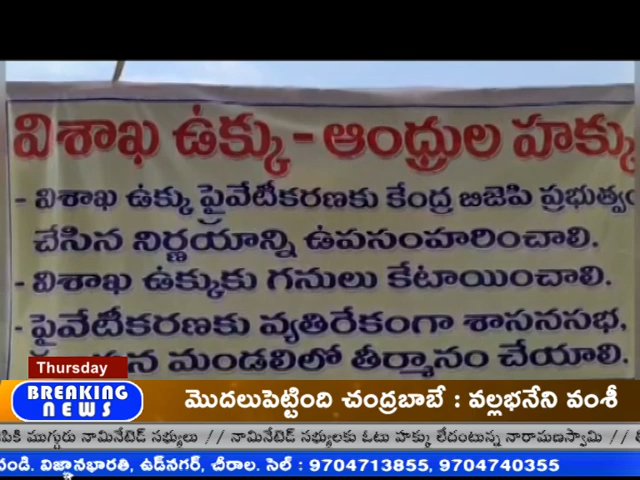 విశాఖ ఉక్కు - ఆంధ్రుల హక్కు
- విశాఖ ఉక్కు ప్రైవేటీకరణకు కేంద్ర బిజెపి ప్రభుత్వం
చేసిన నిర్ణయాన్ని ఉపసంహరించాలి.
- విశాఖ ఉక్కుకు గనులు కేటాయించాలి.
- ప్రైవేటీకరణకు వ్యతిరేకంగా శాసనసభ,
మండలిలో తీర్మానం చేయాలి.
Thursday
BREAKING
NEWS
మొదలుపెట్టింది చంద్రబాబే : వల్లభనేని వంశీ
ముగ్గురు నామినేటెడ్ సభ్యులు // నామినేటెడ్ సభ్యులకు ఓటు హక్కు లేదంటున్న నారాయణస్వామి //
విజ్ఞానభారతి, ఉడ్‌నగర్, చీరాల. సెల్ : 9704713855, 9704740355